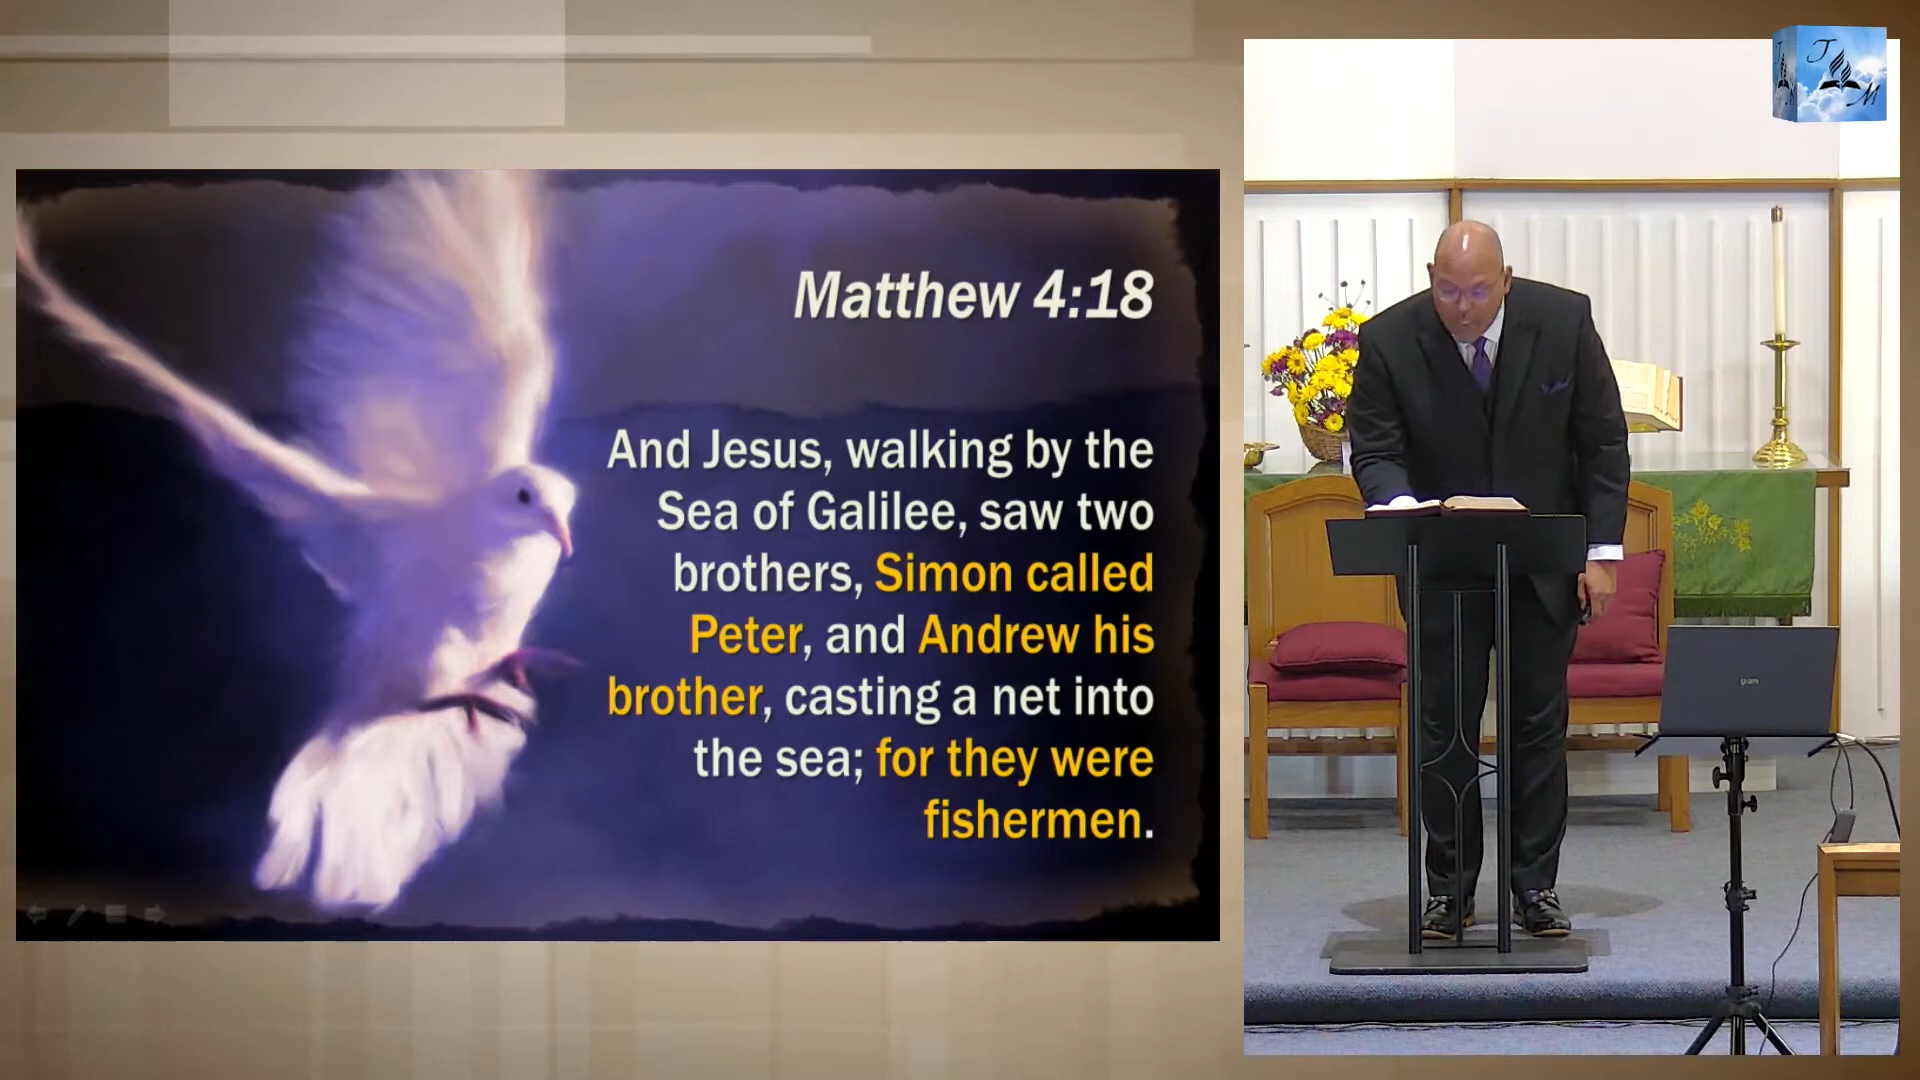 Matthew 4:18
And Jesus, walking by the
Sea of Galilee, saw two
brothers, Simon called
Peter, and Andrew his
brother, casting a net into
the sea; for they were
fishermen.
T
M
gram